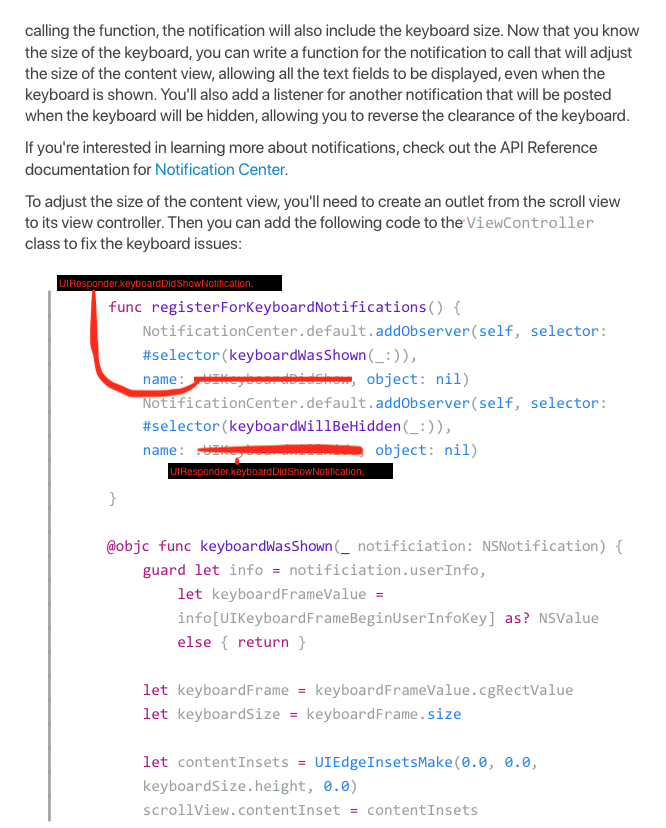 calling the function, the notification will also include the keyboard size. Now that you know
the size of the keyboard, you can write a function for the notification to call that will adjust
the size of the content view, allowing all the text fields to be displayed, even when the
keyboard is shown. You'll also add a listener for another notification that will be posted
when the keyboard will be hidden, allowing you to reverse the clearance of the keyboard.
If you're interested in learning more about notifications, check out the API Reference
documentation for Notification Center.
To adjust the size of the content view, you'll need to create an outlet from the scroll view
to its view controller. Then you can add the following code to the ViewController
class to fix the keyboard issues:
UIResponder.keyboardDidShowNotification,
func registerForKeyboardNotifications() {
NotificationCenter.default.addObserver(self, selector:
#selector(keyboardWasShown(_:)),
name: .UIKeyboardDidShow, object: nil)
NotificationCenter.default.addObserver(self, selector:
#selector(keyboardWillBeHidden(_:)),
name: .UIKeyboardWillHide, object: nil)
UIResponder.keyboardDidShowNotification,
}
@objc func keyboardWasShown(_ notificiation: NSNotification) {
guard let info = notificiation.userInfo,
let keyboardFrameValue =
info[UIKeyboardFrameBeginUserInfoKey] as? NSValue
else { return }
let keyboardFrame = keyboardFrameValue.cgRectValue
let keyboardSize = keyboardFrame.size
let contentInsets = UIEdgeInsetsMake(0.0, 0.0,
keyboardSize.height, 0.0)
scrollView.contentInset = contentInsets